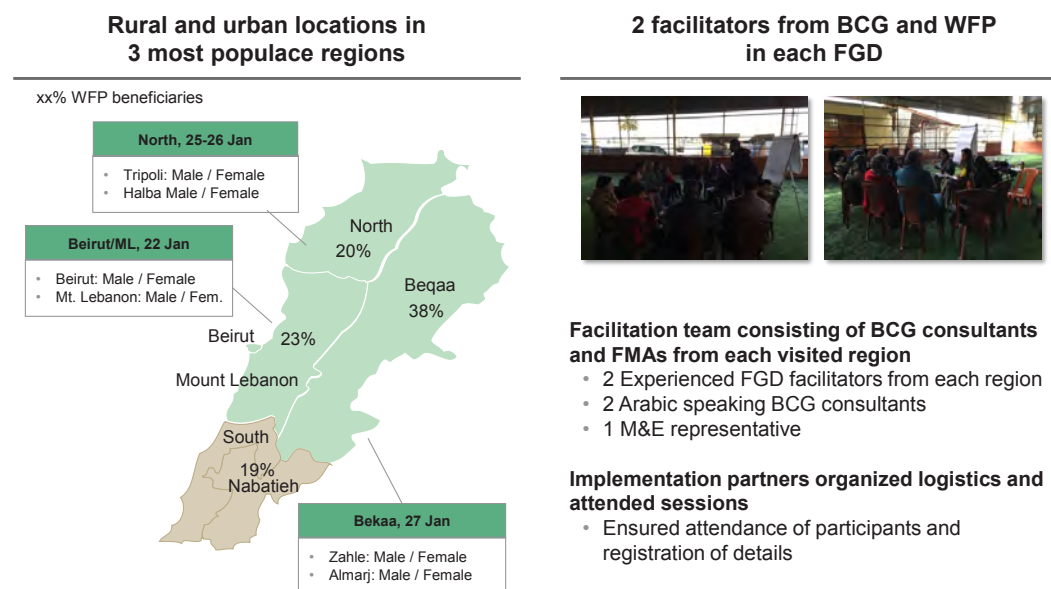 Rural and urban locations in
3 most populace regions
xx% WFP beneficiaries
North, 25-26 Jan
• Tripoli: Male / Female
• Halba Male / Female
Beirut/ML, 22 Jan
• Beirut: Male / Female
• Mt. Lebanon: Male / Fem.
North
20%
Beqaa
38%
Beirut
23%
Mount Lebanon
South
19%
Nabatieh
Bekaa, 27 Jan
• Zahle: Male / Female
• Almarj: Male / Female
2 facilitators from BCG and WFP
in each FGD
Facilitation team consisting of BCG consultants
and FMAs from each visited region
• 2 Experienced FGD facilitators from each region
• 2 Arabic speaking BCG consultants
• 1 M&E representative
Implementation partners organized logistics and
attended sessions
• Ensured attendance of participants and
registration of details